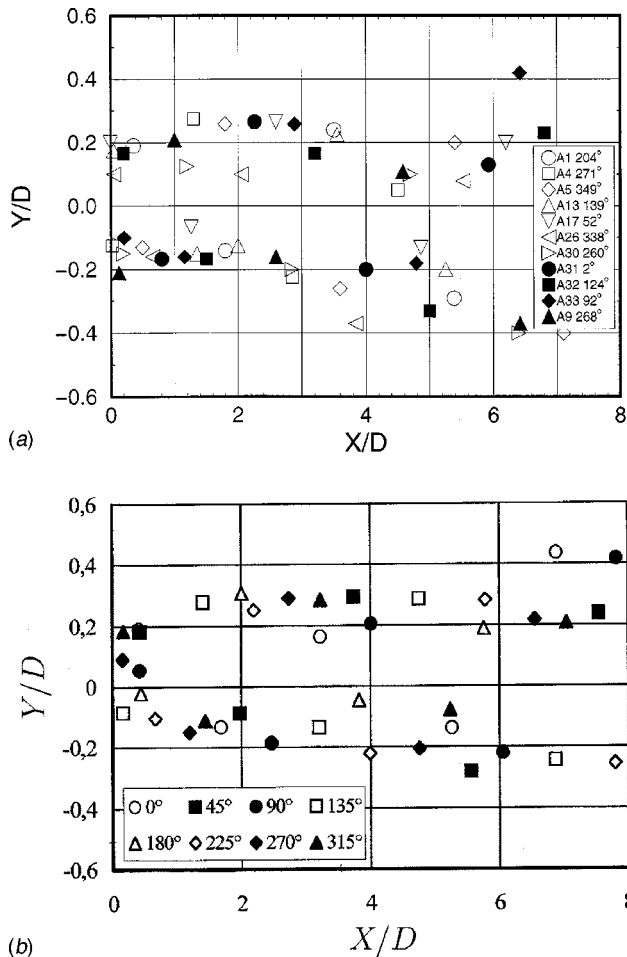 0.6
0.4
0.2
0.0
−0.2
−0.4
−0.6
Y/D
A1 204°
A4 271°
A5 349°
A13 139°
A17 52°
A26 338°
A30 260°
A31 2°
A32 124°
A33 92°
A9 268°
0 2 4 6 8
X/D
(a)
0,6
0,4
0,2
0
-0,2
-0,4
-0,6
Y/D
0° 45° 90° 135°
180° 225° 270° 315°
0 2 4 6 8
X/D
(b)